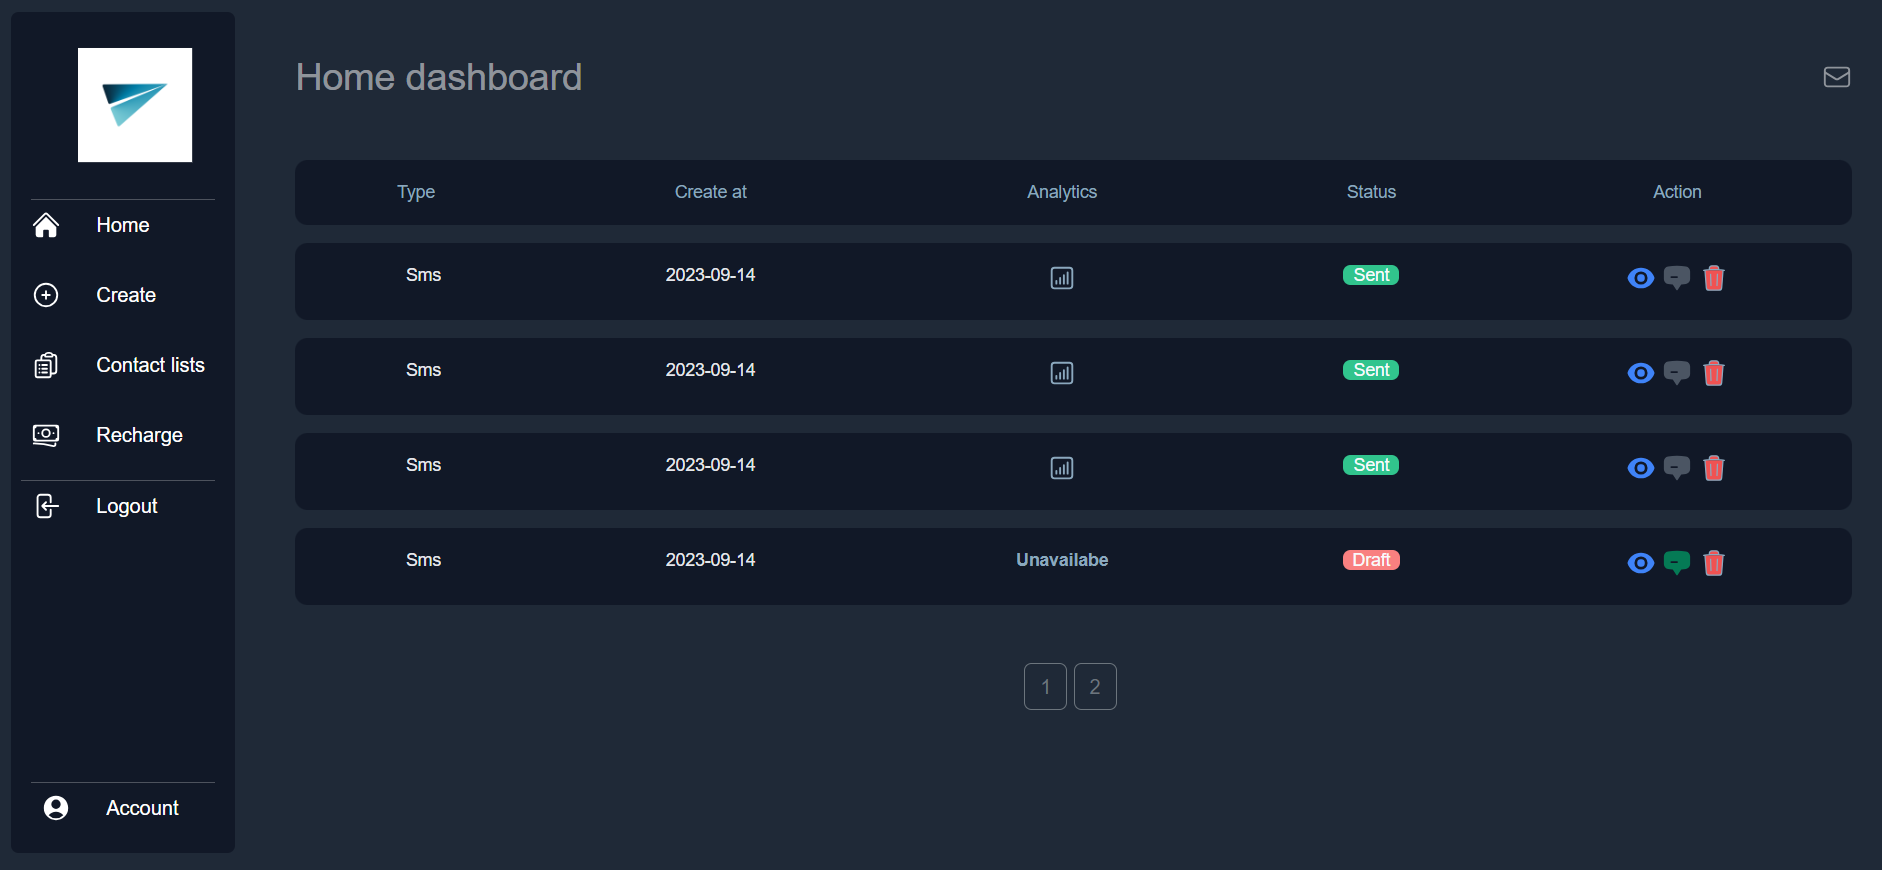 Home dashboard
Home
Create
Contact lists
Recharge
Logout
Account
Type Create at Analytics Status Action
Sms 2023-09-14 Sent
Sms 2023-09-14 Sent
Sms 2023-09-14 Sent
Sms 2023-09-14 Unavailabe Draft
1 2